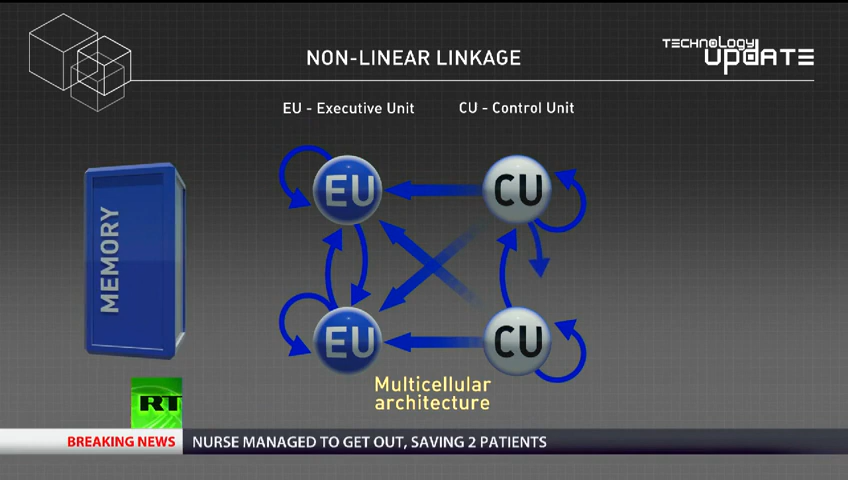 TECHNOLOGY
UPDATE
NON-LINEAR LINKAGE
EU - Executive Unit
CU - Control Unit
EU
CU
MEMORY
EU
CU
Multicellular
architecture
RT
BREAKING NEWS
NURSE MANAGED TO GET OUT, SAVING 2 PATIENTS